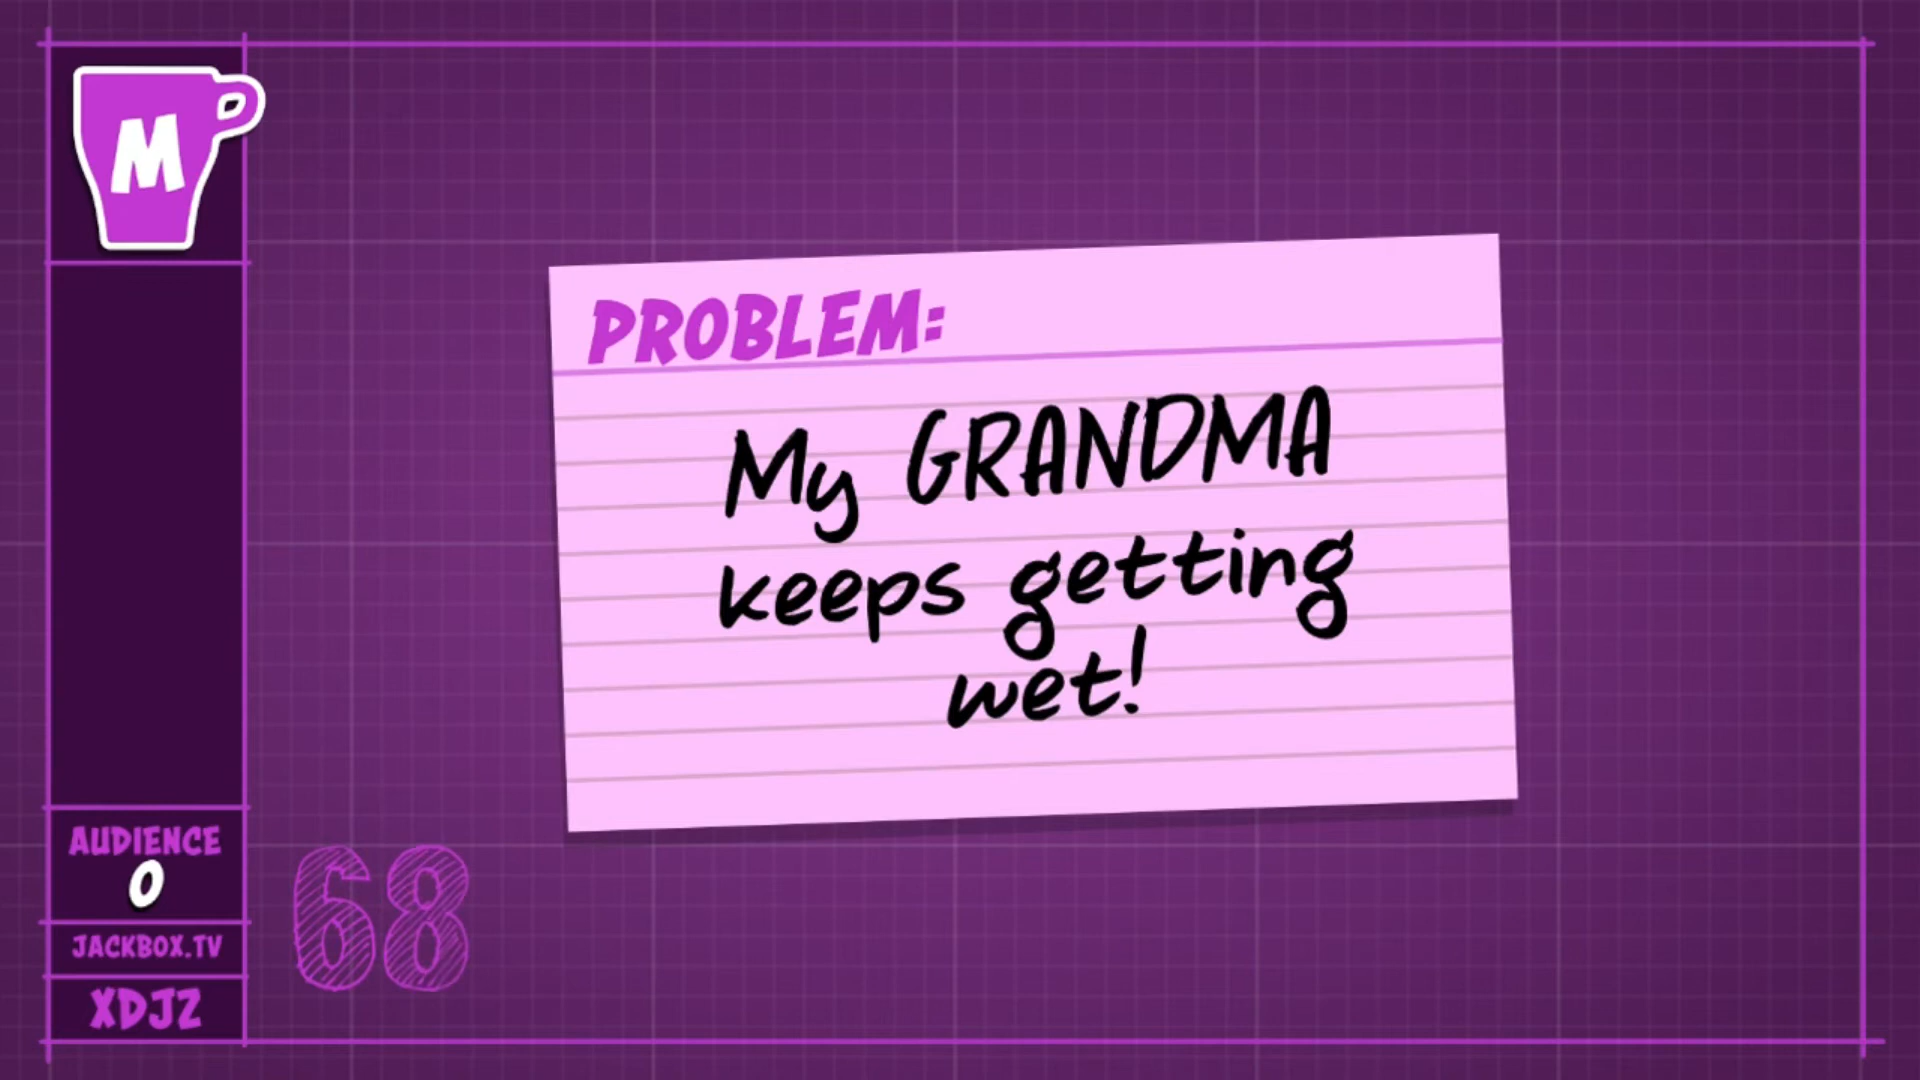 M
PROBLEM:
My GRANDMA
keeps getting
wet!
AUDIENCE
0
JACKBOX.TV
XDJZ
68